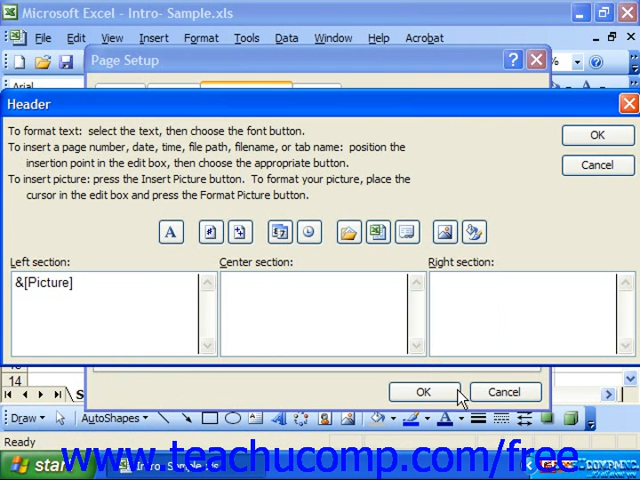 Microsoft Excel - Intro- Sample.xls
File Edit View Insert Format Tools Data Window Help Acrobat
Page Setup
%
Arial
Header
To format text: select the text, then choose the font button.
To insert a page number, date, time, file path, filename, or tab name: position the
insertion point in the edit box, then choose the appropriate button.
To insert picture: press the Insert Picture button. To format your picture, place the
cursor in the edit box and press the Format Picture button.
OK
Cancel
A
Left section: Center section: Right section:
&[Picture]
14
OK Cancel
Draw AutoShapes
Ready
start Intro- Sample.xls
www.teachucomp.com/free